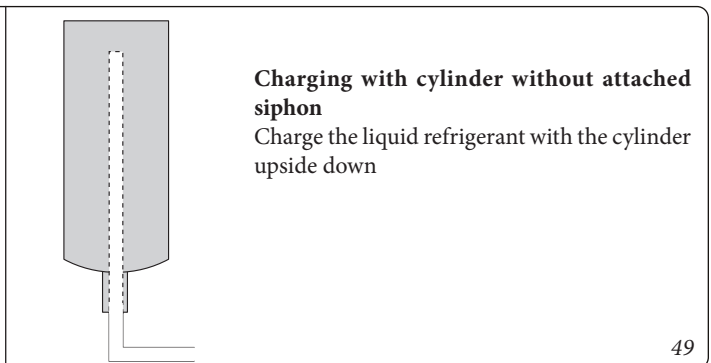 Charging with cylinder without attached
siphon
Charge the liquid refrigerant with the cylinder
upside down
49